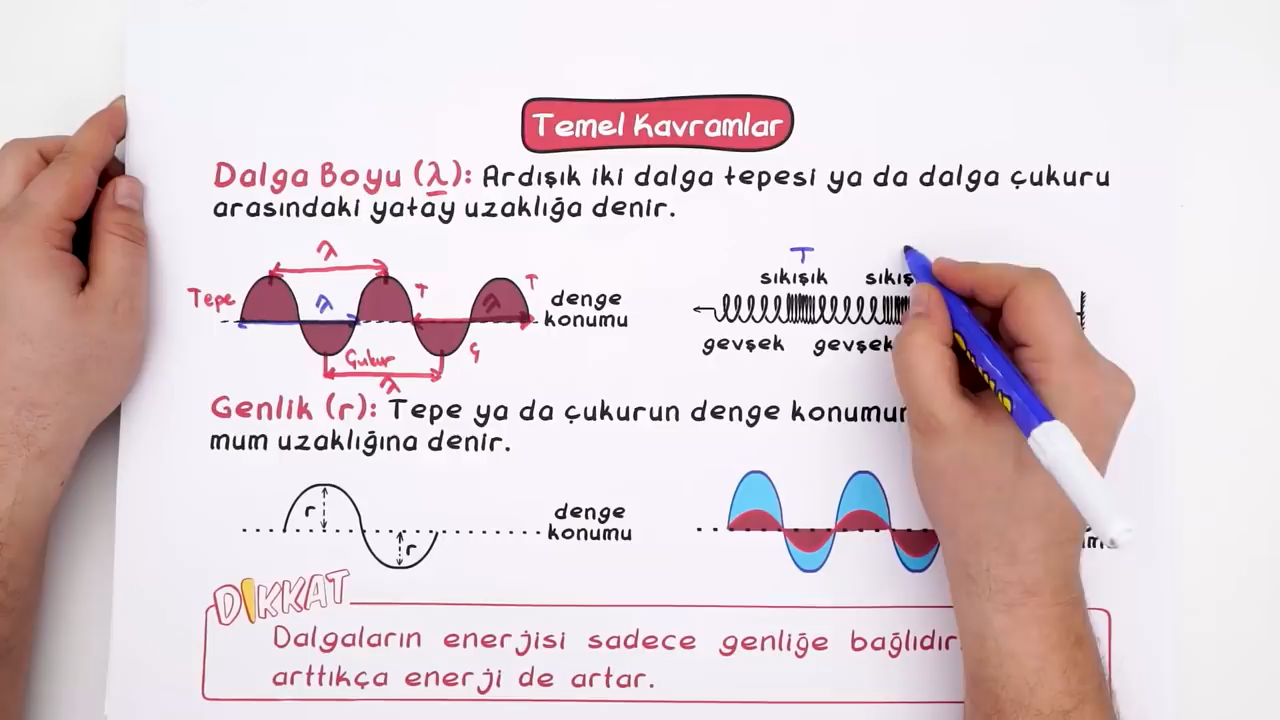 Temel Kavramlar
Dalga Boyu (λ): Ardışık iki dalga tepesi ya da dalga çukuru
arasındaki yatay uzaklığa denir.
λ
Tepe
λ
T
λ
T
Çukur
Ç
λ
denge
konumu
T
sıkışık
gevşek gevşek
Genlik (r): Tepe ya da çukurun denge
mum uzaklığına denir.
r
r
denge
konumu
DİKKAT
Dalgaların enerjisi sadece genliğe bağlıdır
arttıkça enerji de artar.